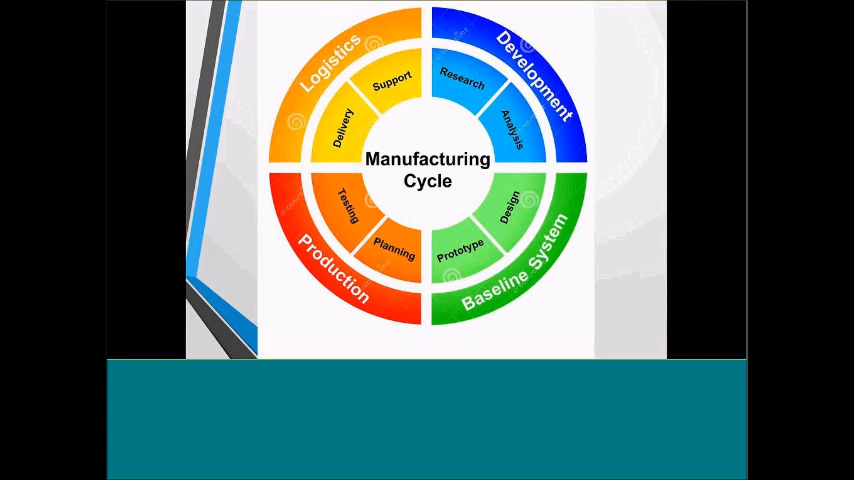 Logistics
Development
Support
Research
Delivery
Analysis
Manufacturing
Cycle
Testing
Design
Planning
Prototype
Production
Baseline System